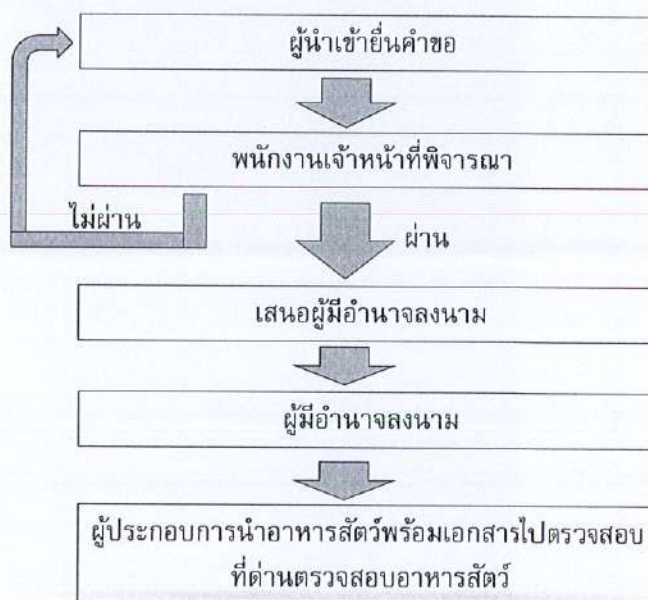 ผู้นำเข้ายื่นคำขอ
พนักงานเจ้าหน้าที่พิจารณา
ไม่ผ่าน
ผ่าน
เสนอผู้มีอำนาจลงนาม
ผู้มีอำนาจลงนาม
ผู้ประกอบการนำอาหารสัตว์พร้อมเอกสารไปตรวจสอบ
ที่ด่านตรวจสอบอาหารสัตว์